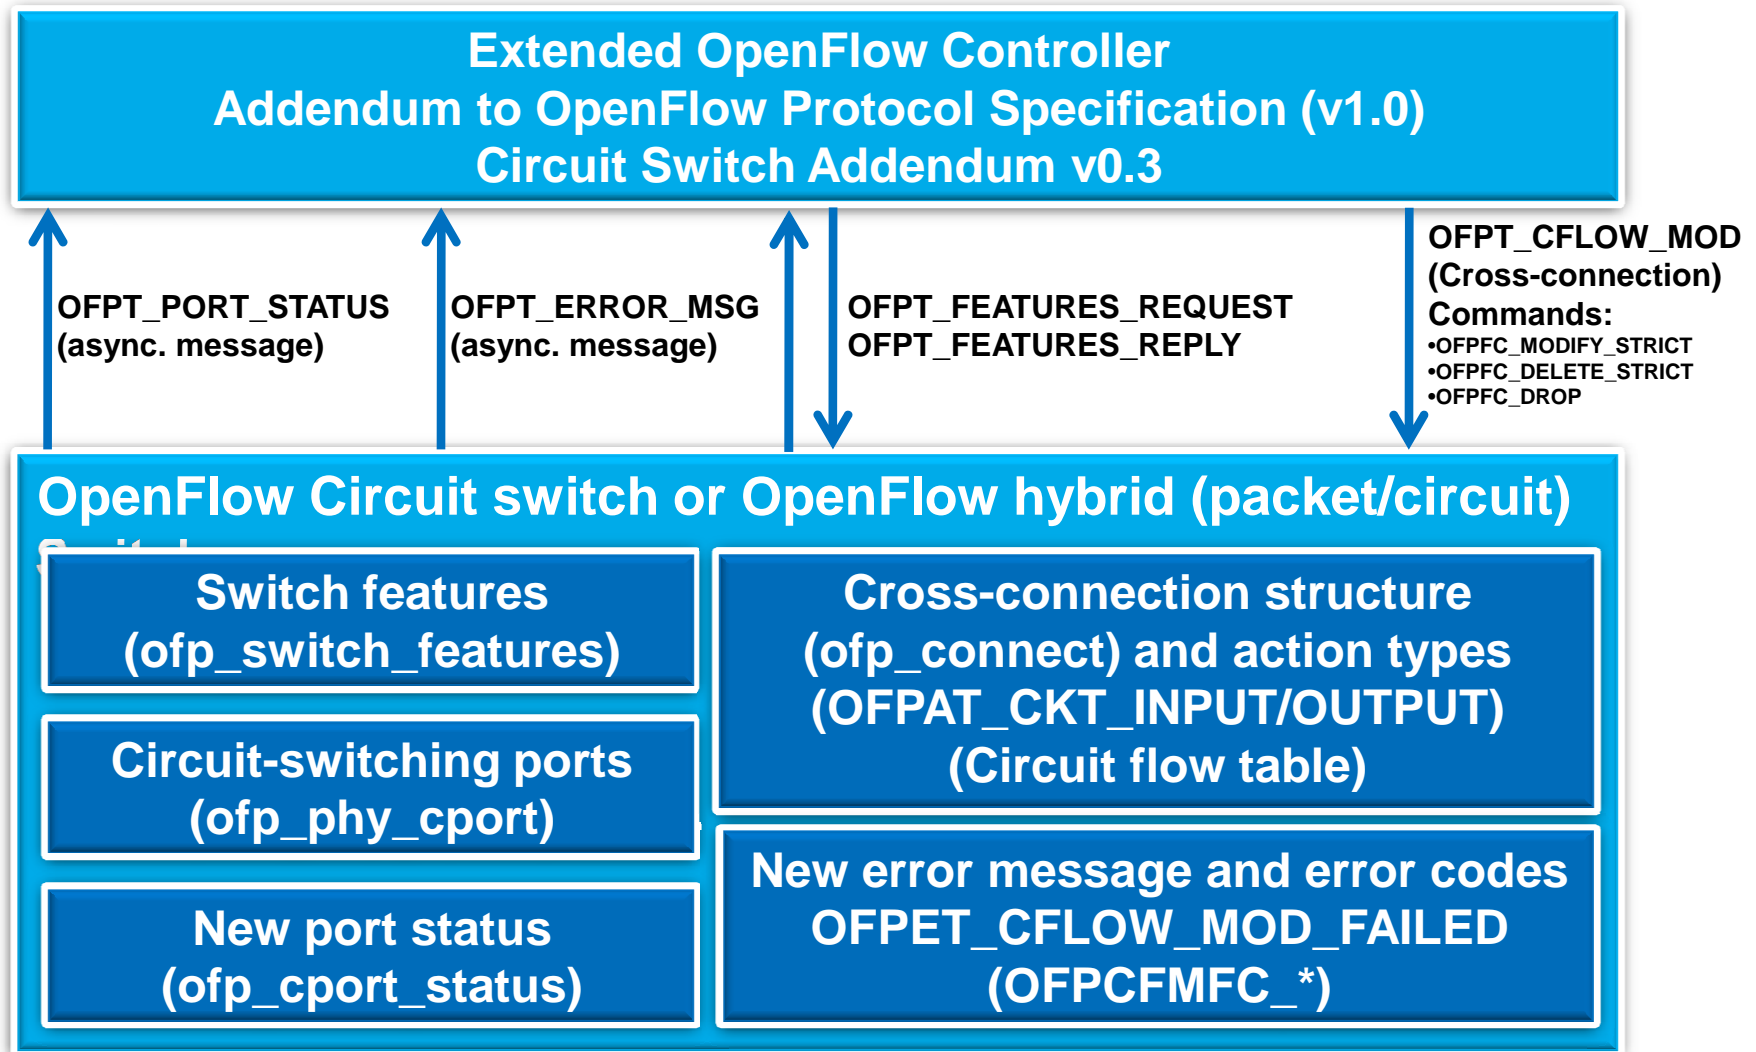 Extended OpenFlow Controller
Addendum to OpenFlow Protocol Specification (v1.0)
Circuit Switch Addendum v0.3
OFPT_PORT_STATUS
(async. message)
OFPT_ERROR_MSG
(async. message)
OFPT_FEATURES_REQUEST
OFPT_FEATURES_REPLY
OFPT_CFLOW_MOD
(Cross-connection)
Commands:
•OFPFC_MODIFY_STRICT
•OFPFC_DELETE_STRICT
•OFPFC_DROP
OpenFlow Circuit switch or OpenFlow hybrid (packet/circuit)
Switch features
(ofp_switch_features)
Circuit-switching ports
(ofp_phy_cport)
New port status
(ofp_cport_status)
Cross-connection structure
(ofp_connect) and action types
(OFPAT_CKT_INPUT/OUTPUT)
(Circuit flow table)
New error message and error codes
OFPET_CFLOW_MOD_FAILED
(OFPCFMFC_*)